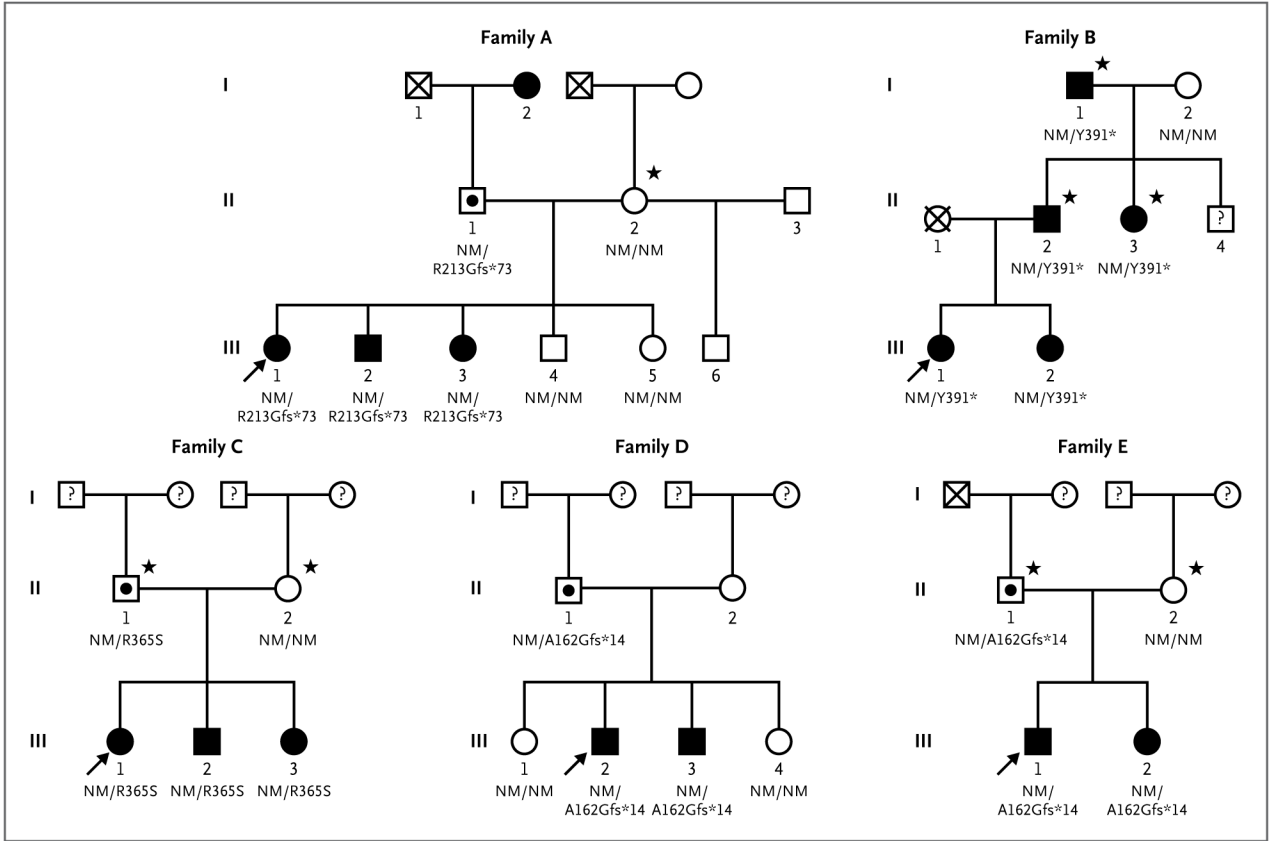 Family A
I
1
2
II
1
2
3
NM/
R213Gfs*73
NM/NM
III
1
2
3
4
5
6
NM/
R213Gfs*73
NM/
R213Gfs*73
NM/
R213Gfs*73
NM/NM
NM/NM
Family B
I
1
2
NM/Y391*
NM/NM
II
?
1
2
3
4
NM/Y391*
NM/Y391*
III
1
2
NM/Y391*
NM/Y391*
Family C
I
?
?
?
?
II
1
2
NM/R365S
NM/NM
III
1
2
3
NM/R365S
NM/R365S
NM/R365S
Family D
I
?
?
?
?
II
1
2
NM/A162Gfs*14
III
1
2
3
4
NM/NM
NM/
A162Gfs*14
NM/
A162Gfs*14
NM/NM
Family E
I
?
?
?
II
1
2
NM/A162Gfs*14
NM/NM
III
1
2
NM/
A162Gfs*14
NM/
A162Gfs*14